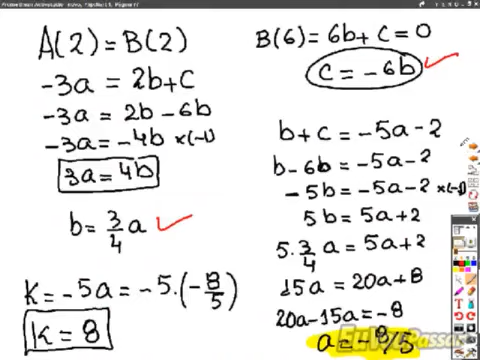 A(2) = B(2)
-3a = 2b+c
-3a = 2b - 6b
-3a = -4b ×(-1)
3a = 4b
b = 3/4 a
K = -5a = -5.(-8/5)
K = 8
B(6) = 6b + c = 0
c = -6b
b + c = -5a - 2
b - 6b = -5a - 2
-5b = -5a - 2 ×(-1)
5b = 5a + 2
5. 3/4 a = 5a + 2
15a = 20a + 8
20a - 15a = -8
a = -8/5